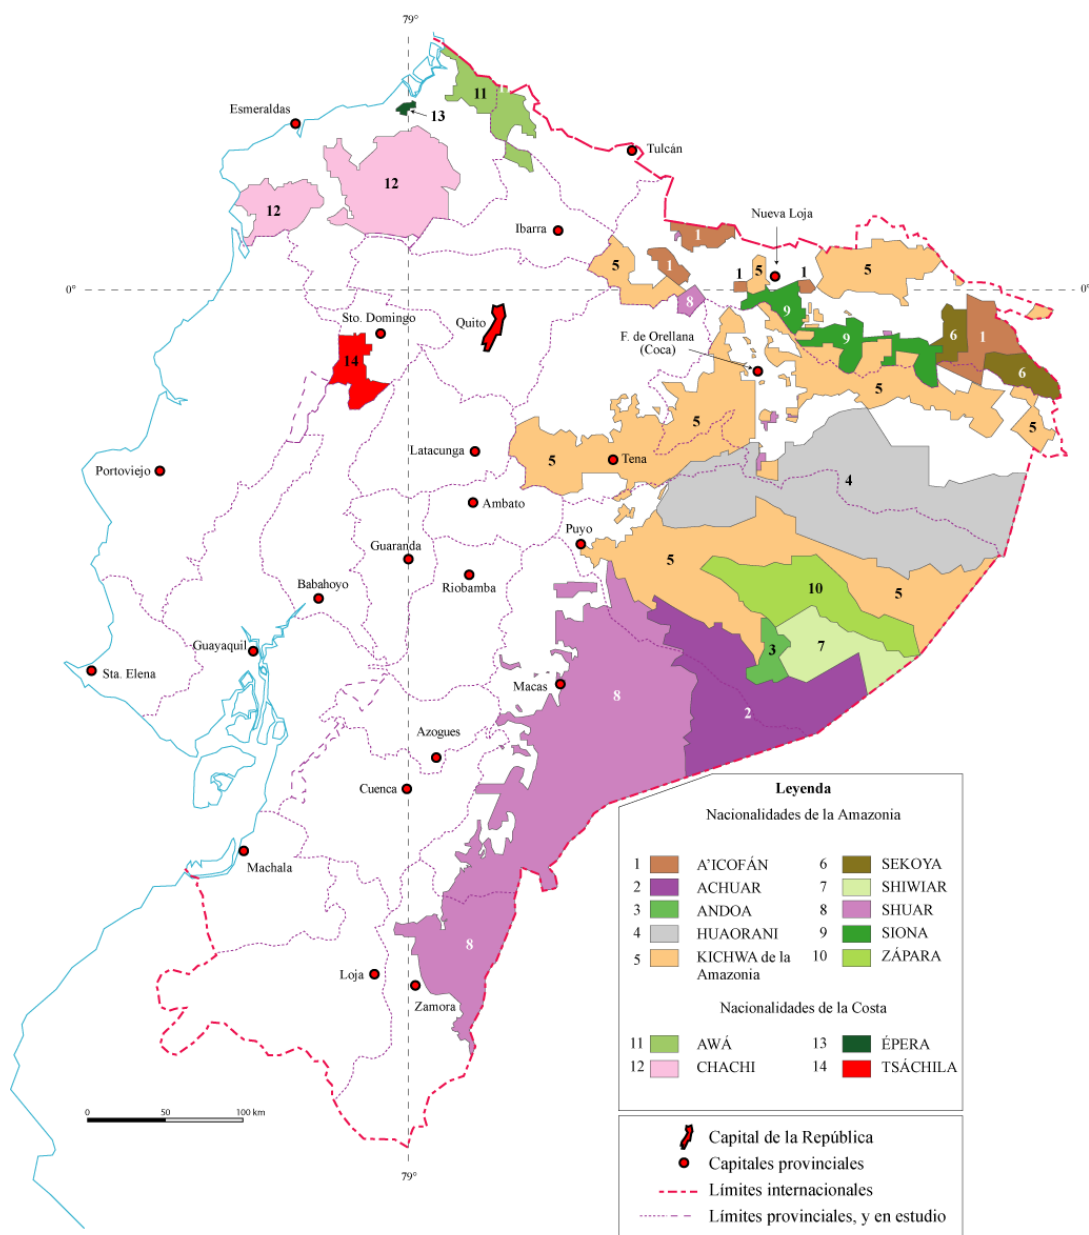 79°
11
Esmeraldas
13
Tulcán
12
12
Nueva Loja
Ibarra
1
5
1
1
5
1
5
0°
8
0°
Sto. Domingo
Quito
9
F. de Orellana
(Coca)
9
6
1
14
6
5
5
5
Latacunga
5
Tena
Portoviejo
4
Ambato
Puyo
Guaranda
5
Riobamba
10
5
Babahoyo
Guayaquil
3
7
Sta. Elena
Macas
8
2
Azogues
Cuenca
Machala
8
Loja
Zamora
Leyenda
Nacionalidades de la Amazonia
1 A'ICOFÁN
2 ACHUAR
3 ANDOA
4 HUAORANI
5 KICHWA de la
Amazonia
6 SEKOYA
7 SHIWIAR
8 SHUAR
9 SIONA
10 ZÁPARA
Nacionalidades de la Costa
11 AWÁ
12 CHACHI
13 ÉPERA
14 TSÁCHILA
0 50 100 km
79°
Capital de la República
Capitales provinciales
Límites internacionales
Límites provinciales, y en estudio